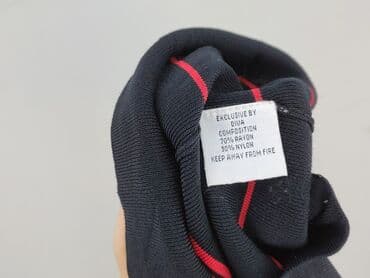 EXCLUSIVE BY
DIVA
COMPOSITION
70% RAYON
30% NYLON
KEEP AWAY FROM FIRE